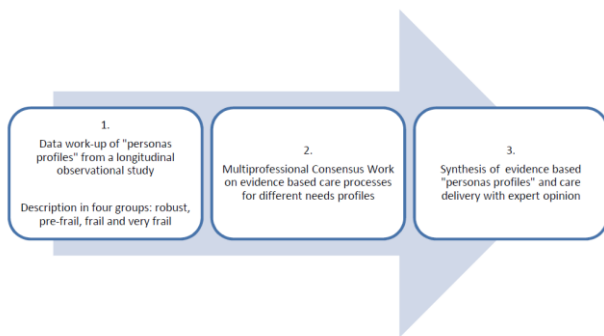 1.
Data work-up of "personas
profiles" from a longitudinal
observational study
Description in four groups: robust,
pre-frail, frail and very frail
2.
Multiprofessional Consensus Work
on evidence based care processes
for different needs profiles
3.
Synthesis of evidence based
"personas profiles" and care
delivery with expert opinion